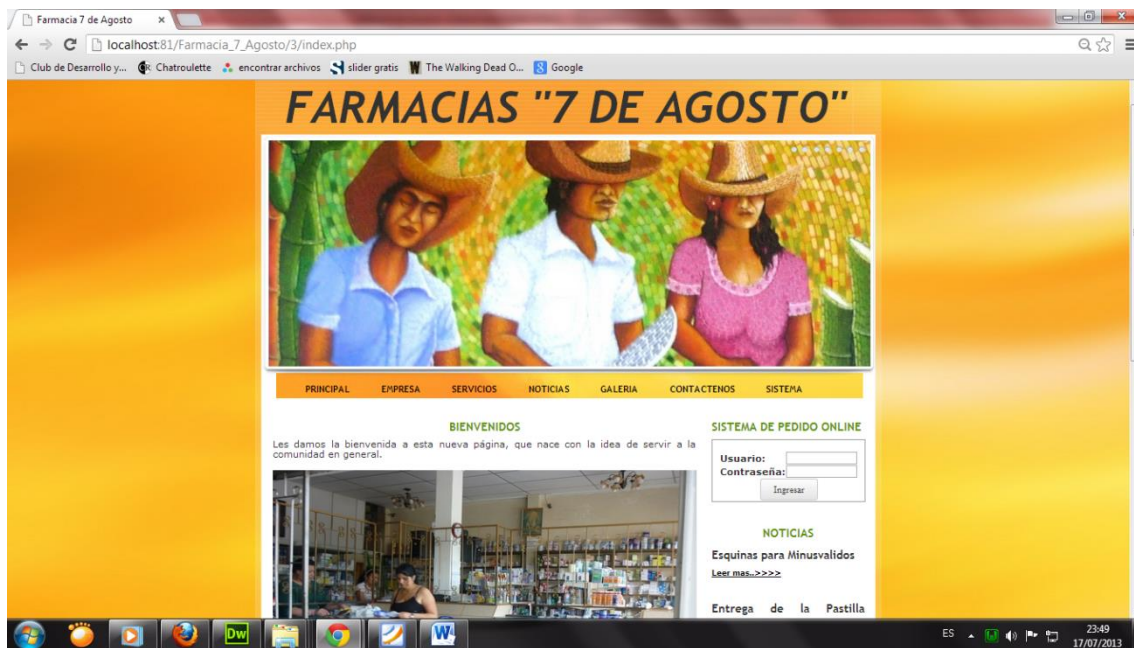 Farmacia 7 de Agosto
localhost:81/Farmacia_7_Agosto/3/index.php
Club de Desarrollo y... Chatroulette encontrar archivos slider gratis The Walking Dead O... Google
FARMACIAS "7 DE AGOSTO"
PRINCIPAL EMPRESA SERVICIOS NOTICIAS GALERIA CONTACTENOS SISTEMA
BIENVENIDOS
Les damos la bienvenida a esta nueva página, que nace con la idea de servir a la
comunidad en general.
SISTEMA DE PEDIDO ONLINE
Usuario:
Contraseña:
Ingresar
NOTICIAS
Esquinas para Minusvalidos
Leer mas..>>>>
Entrega de la Pastilla
ES 23:49
17/07/2013